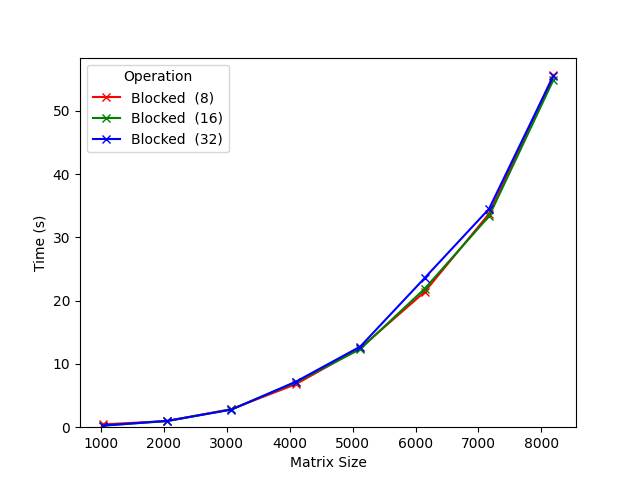 Operation
Blocked  (8)
Blocked  (16)
Blocked  (32)
50
40
30
20
10
0
Time (s)
1000 2000 3000 4000 5000 6000 7000 8000
Matrix Size